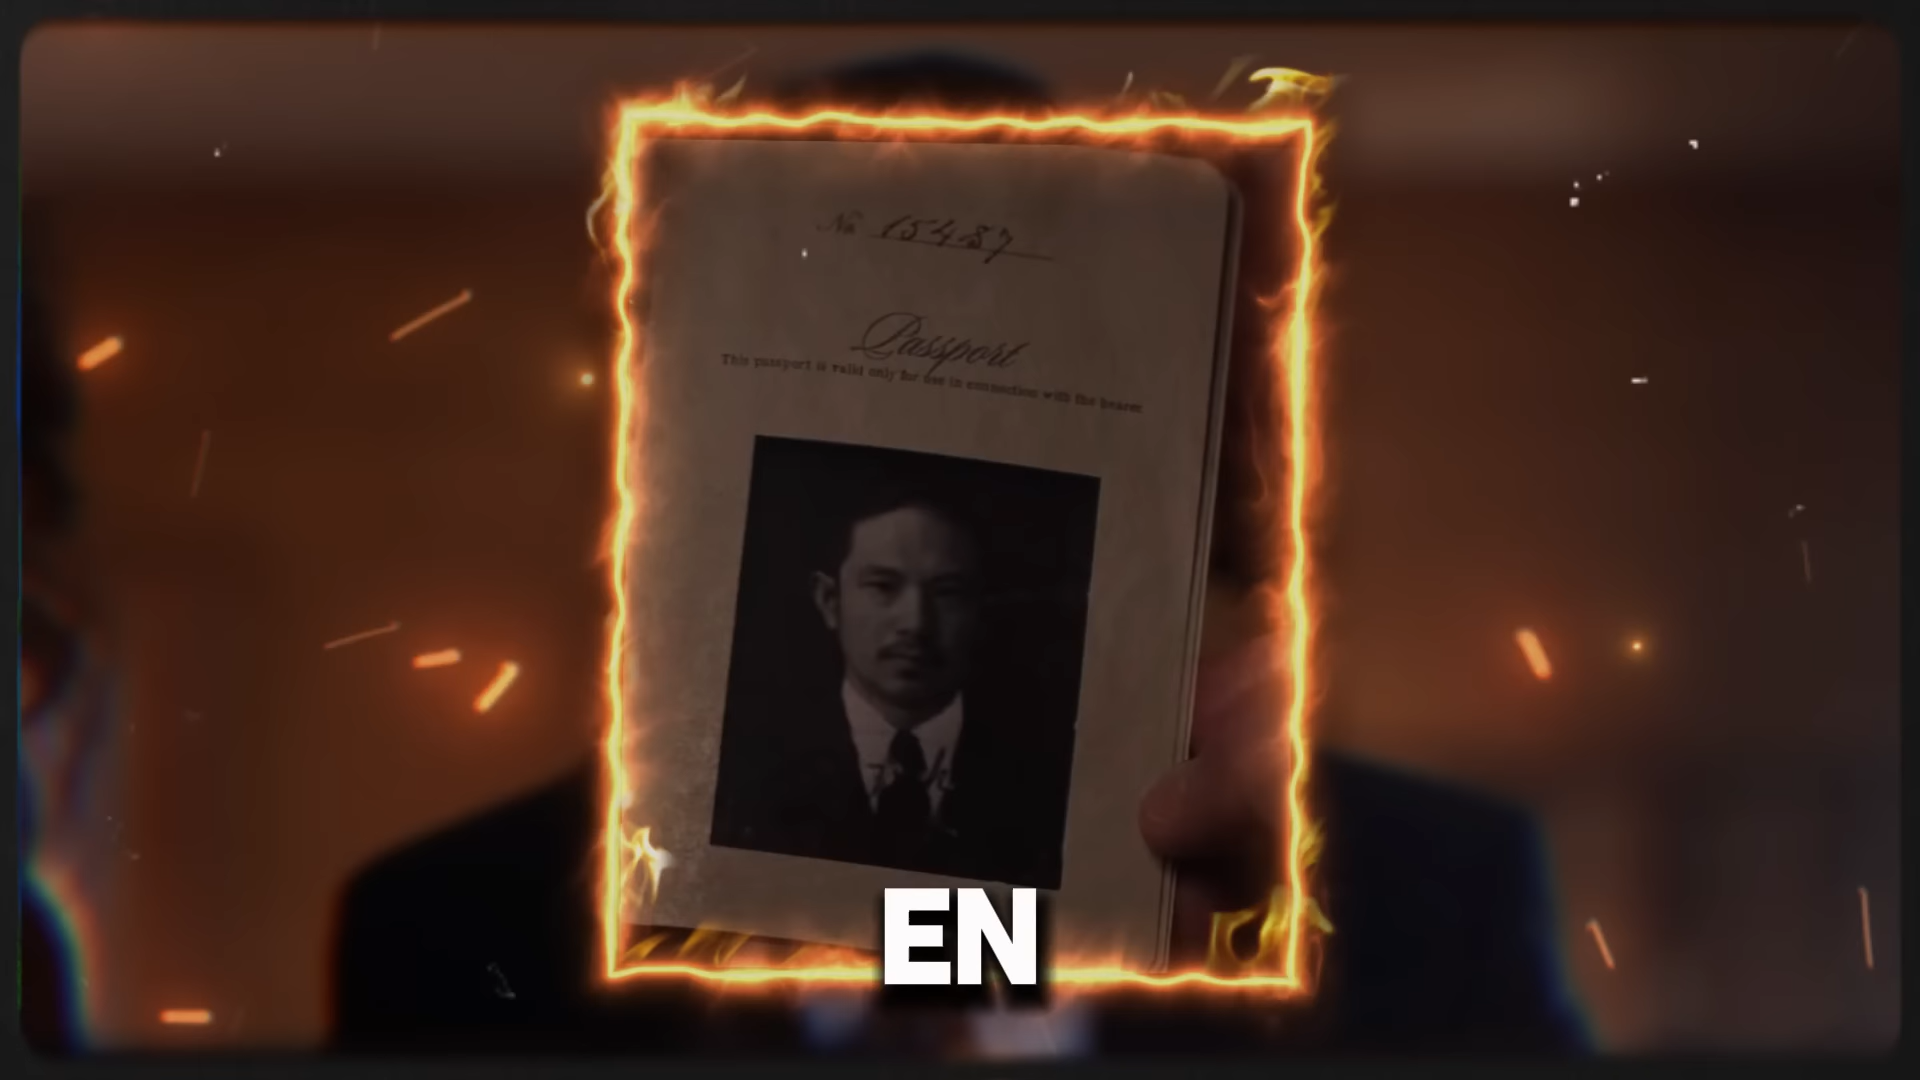 No 15487
Passport
This passport is valid only for use in connection with the bearer
EN